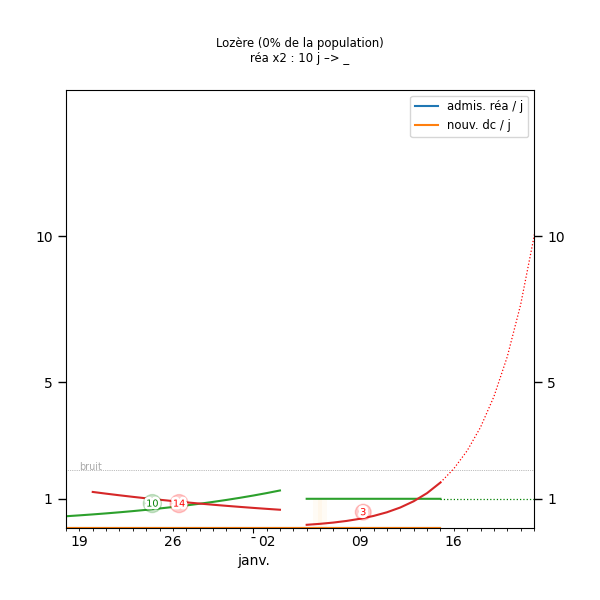 Lozère (0% de la population)
réa x2 : 10 j –> _
admis. réa / j
nouv. dc / j
10 10
5 5
bruit
1 1
10 14 3
19 26 02 09 16
janv.